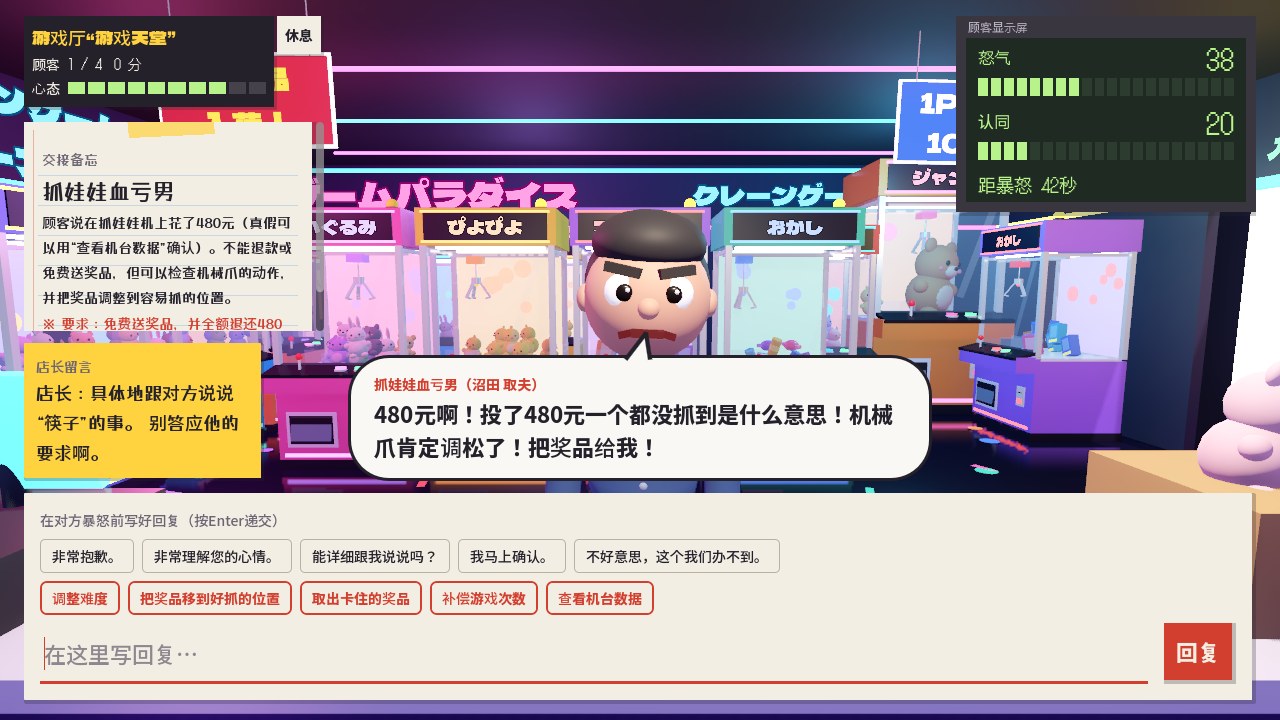 游戏厅“游戏天堂”
顾客 1/4 0分
心态
休息
交接备忘
抓娃娃血亏男
顾客说在抓娃娃机上花了480元（真假可
以用“查看机台数据”确认）。不能退款或
免费送奖品，但可以检查机械爪的动作，
并把奖品调整到容易抓的位置。
※ 要求：免费送奖品，并全额退还480
店长留言
店长：具体地跟对方说说
“筷子”的事。 别答应他的
要求啊。
顾客显示屏
怒气 38
认同 20
距暴怒 42秒
1P
ームパラダイス
クレーンゲー
ジャン
ぐるみ
ぴよぴよ
おかし
おかし
抓娃娃血亏男（沼田 取夫）
480元啊！投了480元一个都没抓到是什么意思！机械
爪肯定调松了！把奖品给我！
在对方暴怒前写好回复（按Enter递交）
非常抱歉。
非常理解您的心情。
能详细跟我说说吗？
我马上确认。
不好意思，这个我们办不到。
调整难度
把奖品移到好抓的位置
取出卡住的奖品
补偿游戏次数
查看机台数据
在这里写回复…
回复